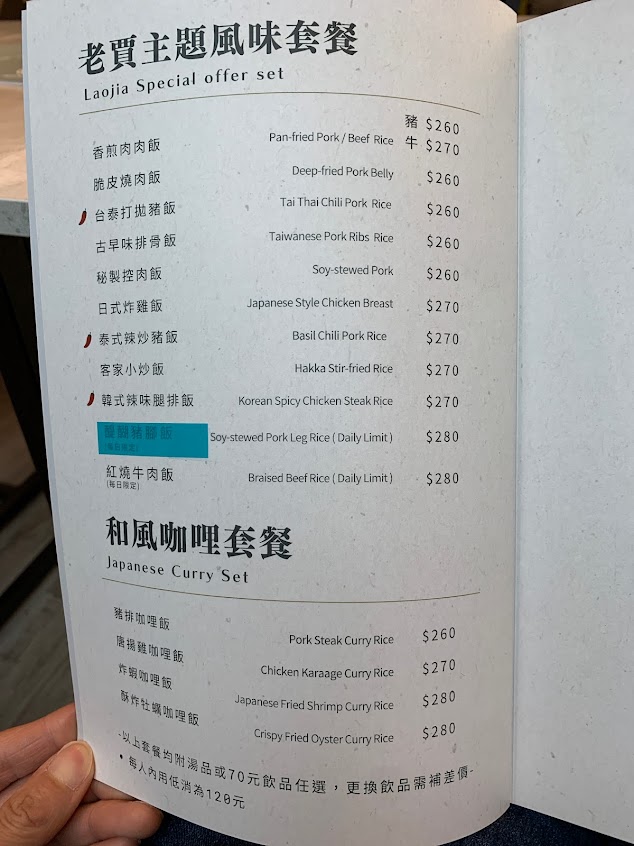 老賈主題風味套餐
Laojia Special offer set
香煎肉肉飯 Pan-fried Pork / Beef Rice 豬 $260 牛 $270
脆皮燒肉飯 Deep-fried Pork Belly $260
台泰打拋豬飯 Tai Thai Chili Pork Rice $260
古早味排骨飯 Taiwanese Pork Ribs Rice $260
秘製控肉飯 Soy-stewed Pork $260
日式炸雞飯 Japanese Style Chicken Breast $270
泰式辣炒豬飯 Basil Chili Pork Rice $270
客家小炒飯 Hakka Stir-fried Rice $270
韓式辣味腿排飯 Korean Spicy Chicken Steak Rice $270
豬腳飯 Soy-stewed Pork Leg Rice ( Daily Limit ) $280
(每日限定)
紅燒牛肉飯 Braised Beef Rice ( Daily Limit ) $280
(每日限定)
和風咖哩套餐
Japanese Curry Set
豬排咖哩飯 Pork Steak Curry Rice $260
唐揚雞咖哩飯 Chicken Karaage Curry Rice $270
炸蝦咖哩飯 Japanese Fried Shrimp Curry Rice $280
酥炸牡蠣咖哩飯 Crispy Fried Oyster Curry Rice $280
-以上套餐均附湯品或70元飲品任選，更換飲品需補差價-
• 每人內用低消為120元